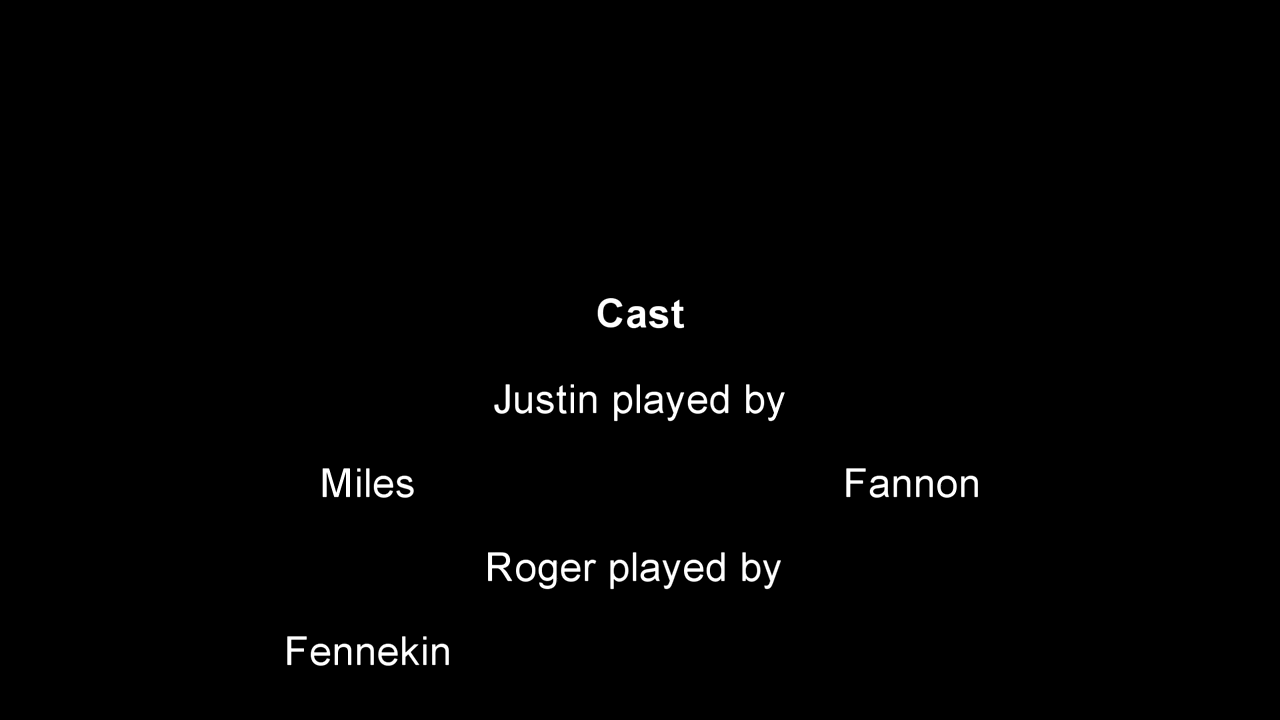 Cast
Justin played by
Miles Fannon
Roger played by
Fennekin